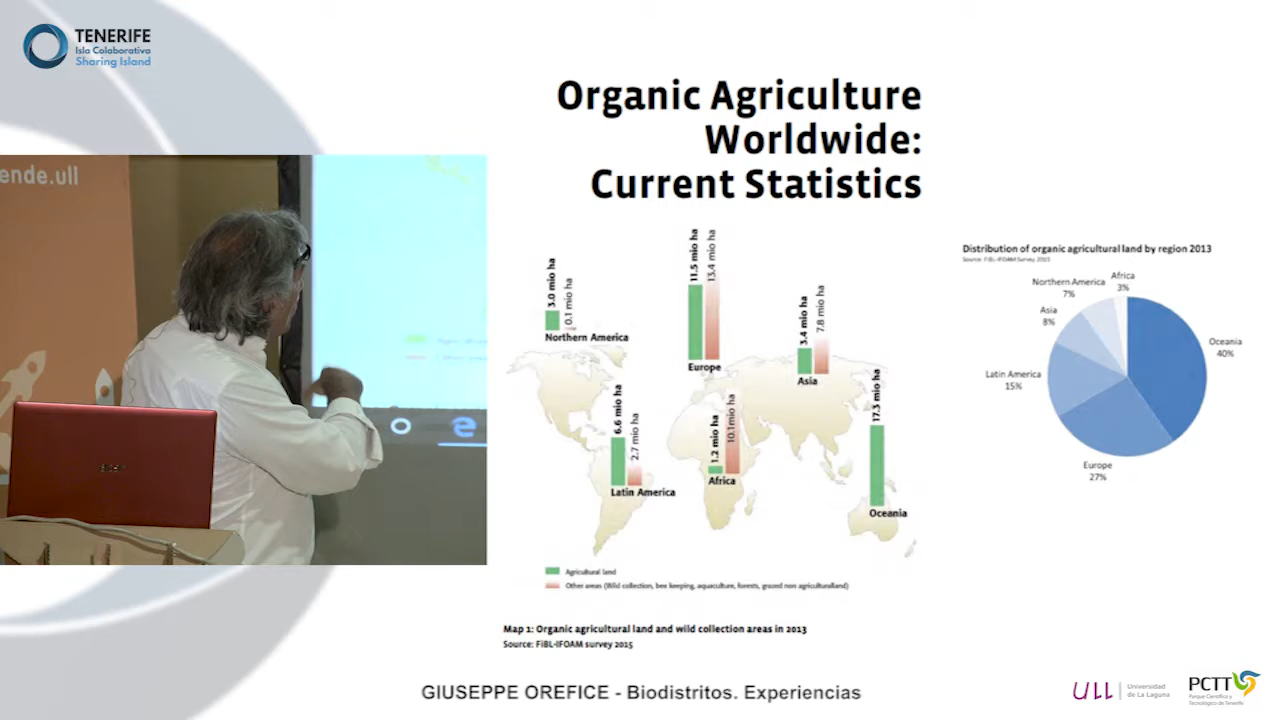 TENERIFE
Isla Colaborativa
Sharing Island
ende.ull
Organic Agriculture
Worldwide:
Current Statistics
3.0 mio ha
0.1 mio ha
Northern America
11.5 mio ha
13.4 mio ha
Europe
3.4 mio ha
7.8 mio ha
Asia
6.6 mio ha
2.7 mio ha
Latin America
1.2 mio ha
10.1mio ha
Africa
17.3 mio ha
Oceania
Agricultural land
Other areas (Wild collection, bee keeping, aquaculture, forests, grazed non agriculturalland)
Map 1: Organic agricultural land and wild collection areas in 2013
Source: FiBL-IFOAM survey 2015
Distribution of organic agricultural land by region 2013
Source: FiBL-IFOAM Survey 2015
Africa
3%
Northern America
7%
Asia
8%
Latin America
15%
Europe
27%
Oceania
40%
GIUSEPPE OREFICE - Biodistritos. Experiencias
ULL
Universidad
de La Laguna
PCTT
Parque Científico y
Tecnológico de Tenerife